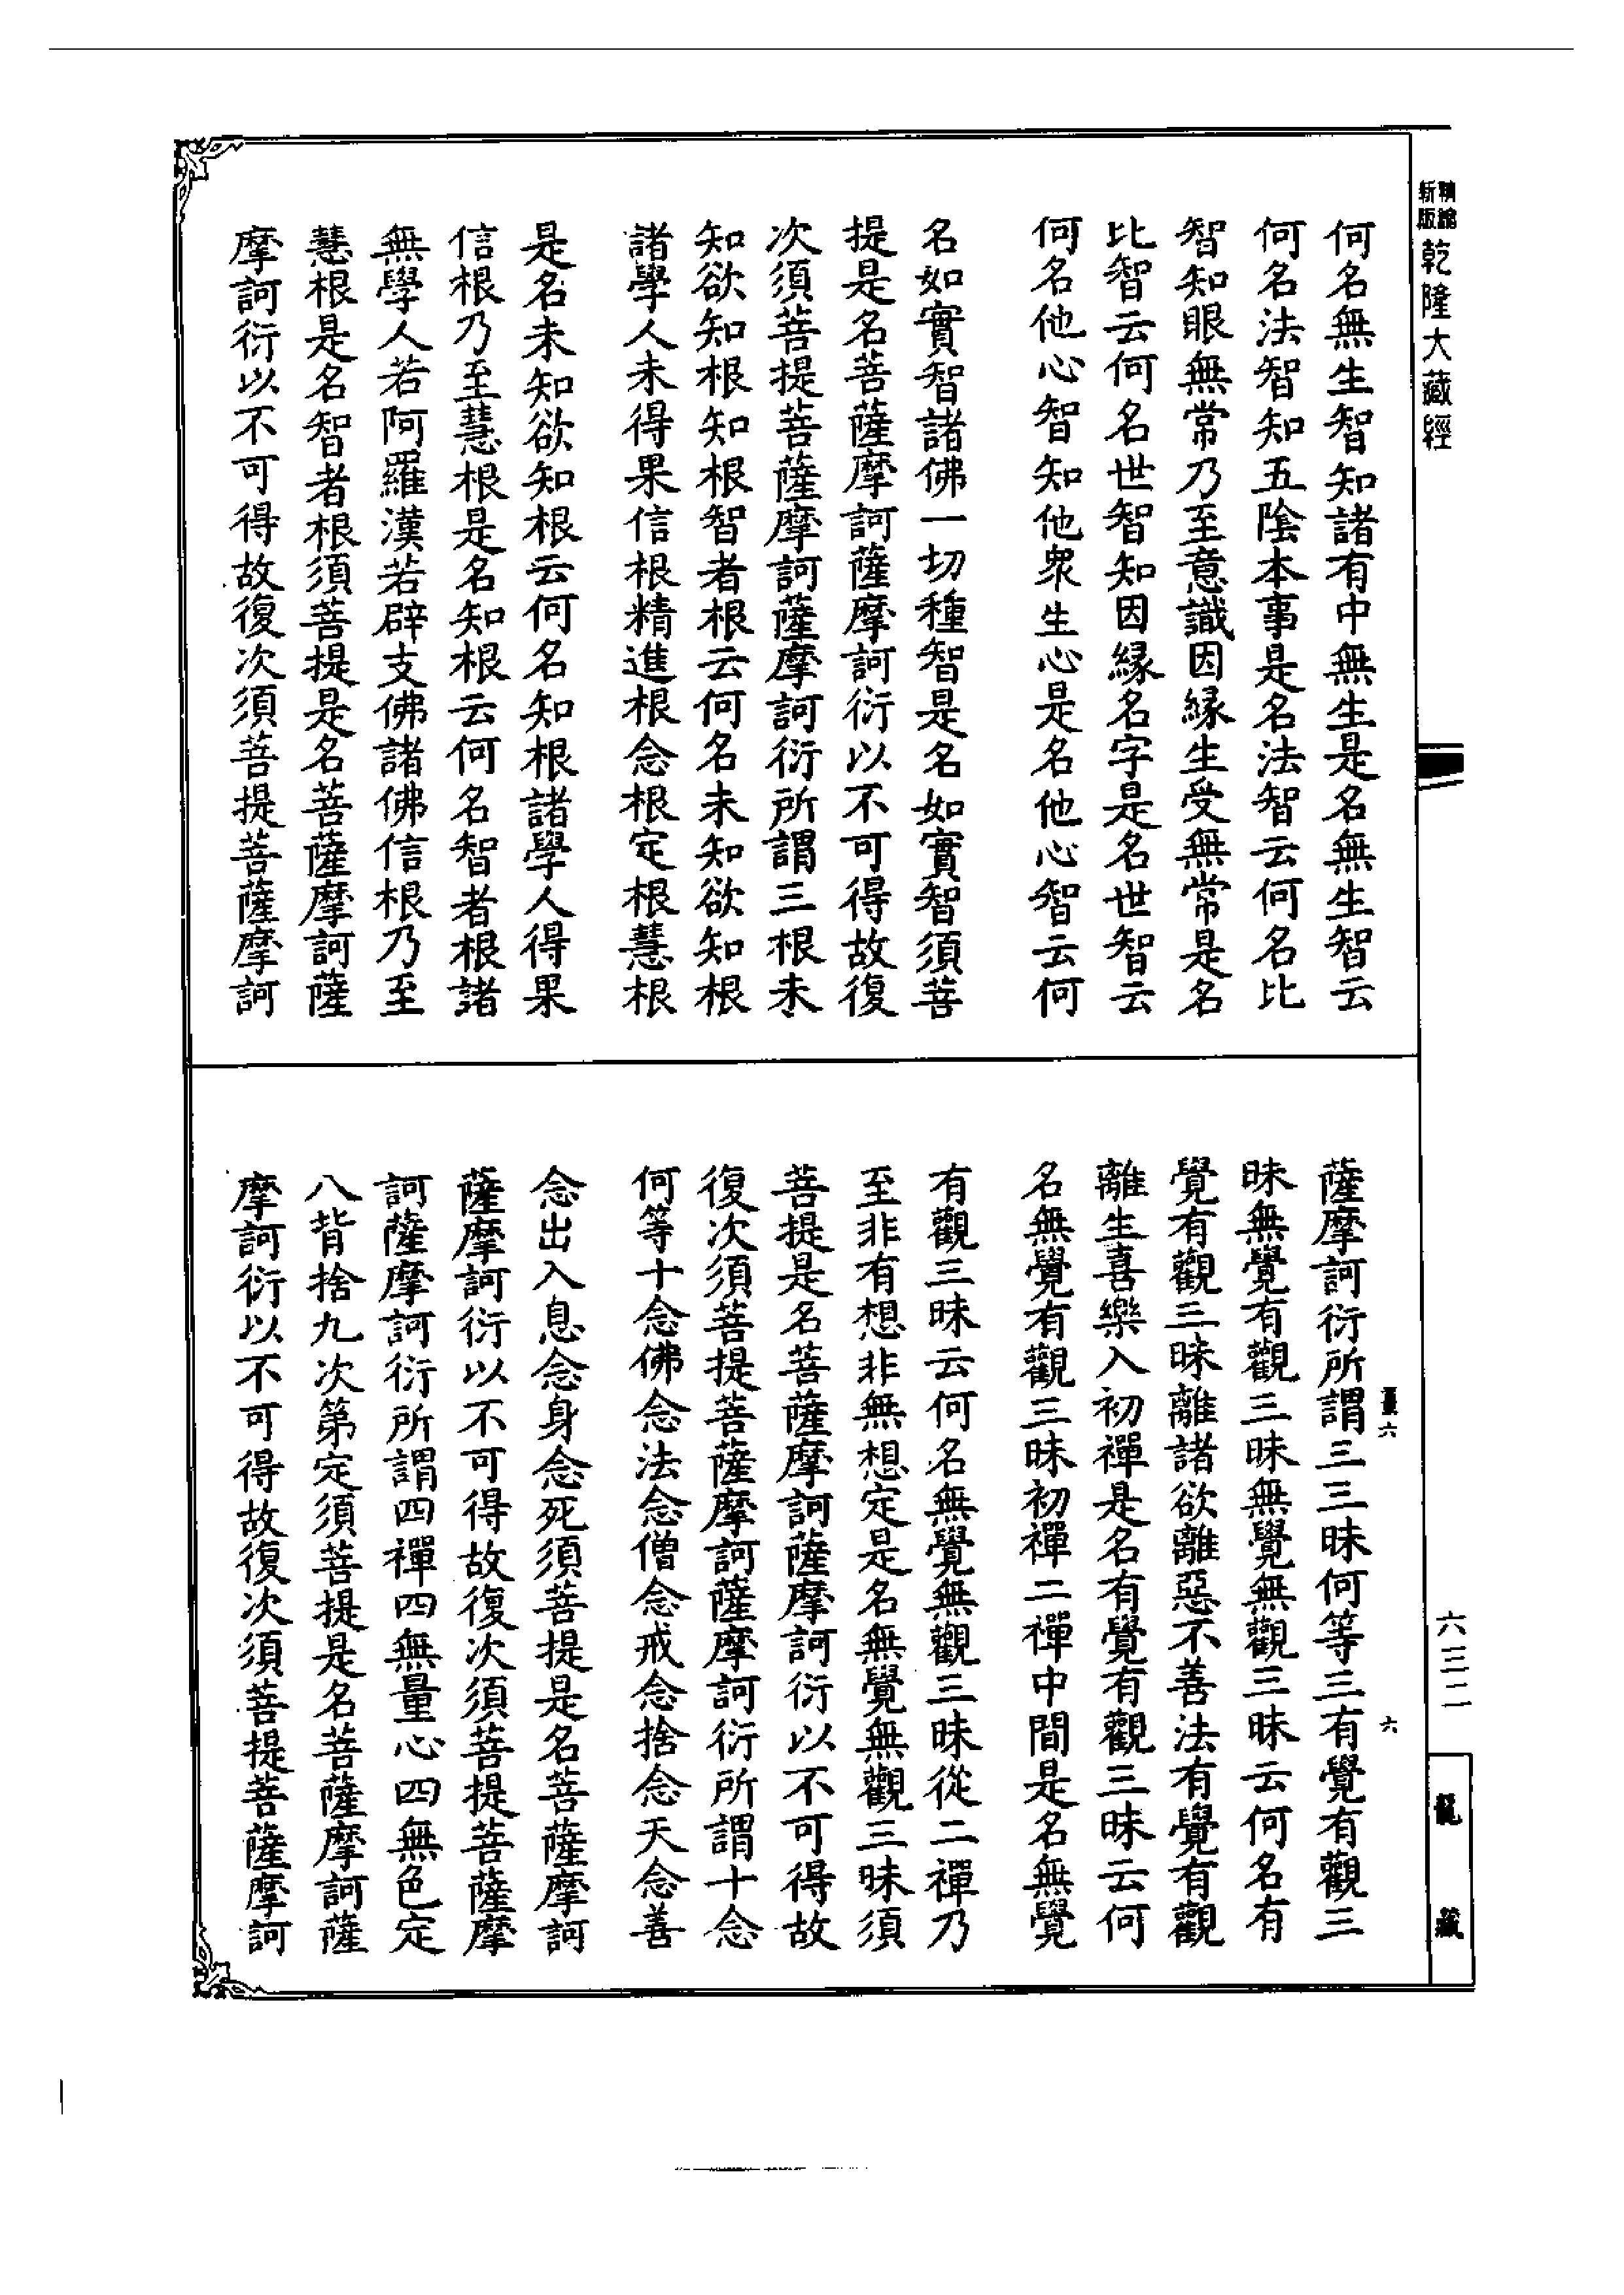 新版
乾隆大藏經
何名無生智知諸有中無生是名無生智云
何名法智知五陰本事是名法智云何名比
智知眼無常乃至意識因緣生受無常是名
比智云何名世智知因緣名字是名世智云
何名他心智知他眾生心是名他心智云何
名如實智諸佛一切種智是名如實智須菩
提是名菩薩摩訶薩摩訶衍以不可得故復
次須菩提菩薩摩訶薩摩訶衍所謂三根未
知欲知根知根智者根云何名未知欲知根
諸學人未得果信根精進根念根定根慧根
是名未知欲知根云何名知根諸學人得果
信根乃至慧根是名知根云何名智者根諸
無學人若阿羅漢若辟支佛諸佛信根乃至
慧根是名智者根須菩提是名菩薩摩訶薩
摩訶衍以不可得故復次須菩提菩薩摩訶
薩摩訶衍所謂三三昧何等三有覺有觀三
昧無覺有觀三昧無覺無觀三昧云何名有
覺有觀三昧離諸欲離惡不善法有覺有觀
離生喜樂入初禪是名有覺有觀三昧云何
名無覺有觀三昧初禪二禪中間是名無覺
有觀三昧云何名無覺無觀三昧從二禪乃
至非有想非無想定是名無覺無觀三昧須
菩提是名菩薩摩訶薩摩訶衍以不可得故
復次須菩提菩薩摩訶薩摩訶衍所謂十念
何等十念佛念法念僧念戒念捨念天念善
念出入息念身念死須菩提是名菩薩摩訶
薩摩訶衍以不可得故復次須菩提菩薩摩
訶薩摩訶衍所謂四禪四無量心四無色定
八背捨九次第定須菩提是名菩薩摩訶薩
摩訶衍以不可得故復次須菩提菩薩摩訶
六
六
六三二
龍藏